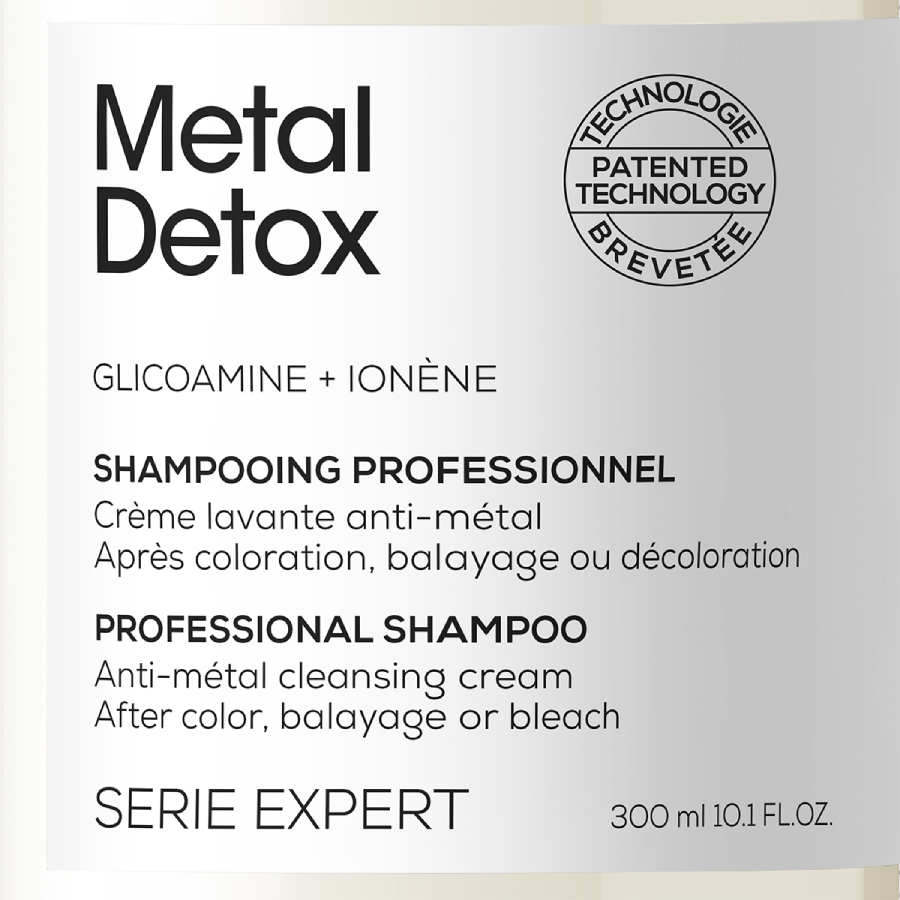 Metal
Detox
TECHNOLOGIE
PATENTED
TECHNOLOGY
BREVETÉE
GLICOAMINE + IONÈNE
SHAMPOOING PROFESSIONNEL
Crème lavante anti-métal
Après coloration, balayage ou décoloration
PROFESSIONAL SHAMPOO
Anti-métal cleansing cream
After color, balayage or bleach
SERIE EXPERT
300 ml 10.1 FL.OZ.